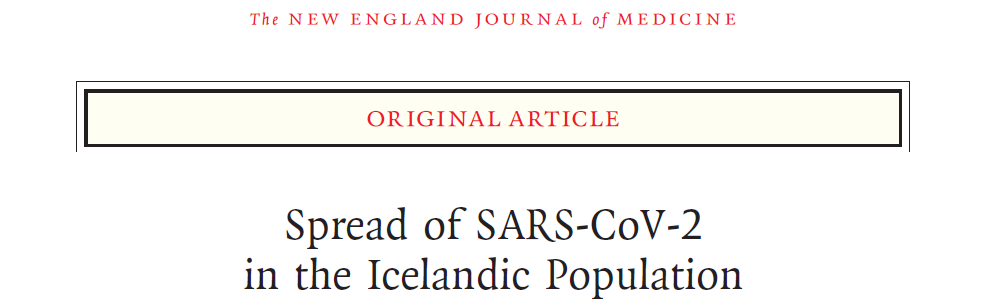 The NEW ENGLAND JOURNAL of MEDICINE
ORIGINAL ARTICLE
Spread of SARS-CoV-2
in the Icelandic Population